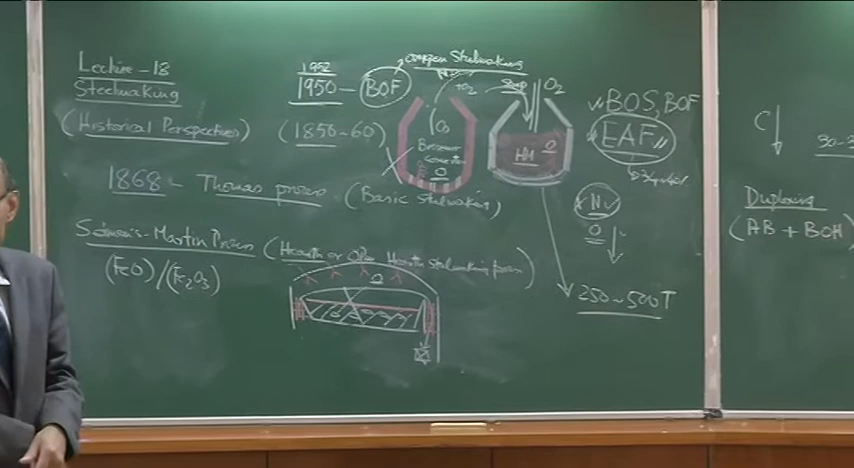 Lecture-18
Steelmaking
(Historical Perspective)
1868 - Thomas process (Basic Steelmaking)
Siemens-Martin Process (Hearth or Open Hearth steelmaking process)
(FeO)/(Fe2O3)
1952
1950 - BOF
oxygen Steelmaking
(1850-60)
Bessemer
Converter
O2
HM
BOS, BOF
EAF
N
250~500T
C↓
Duplexing
(AB + BOH)